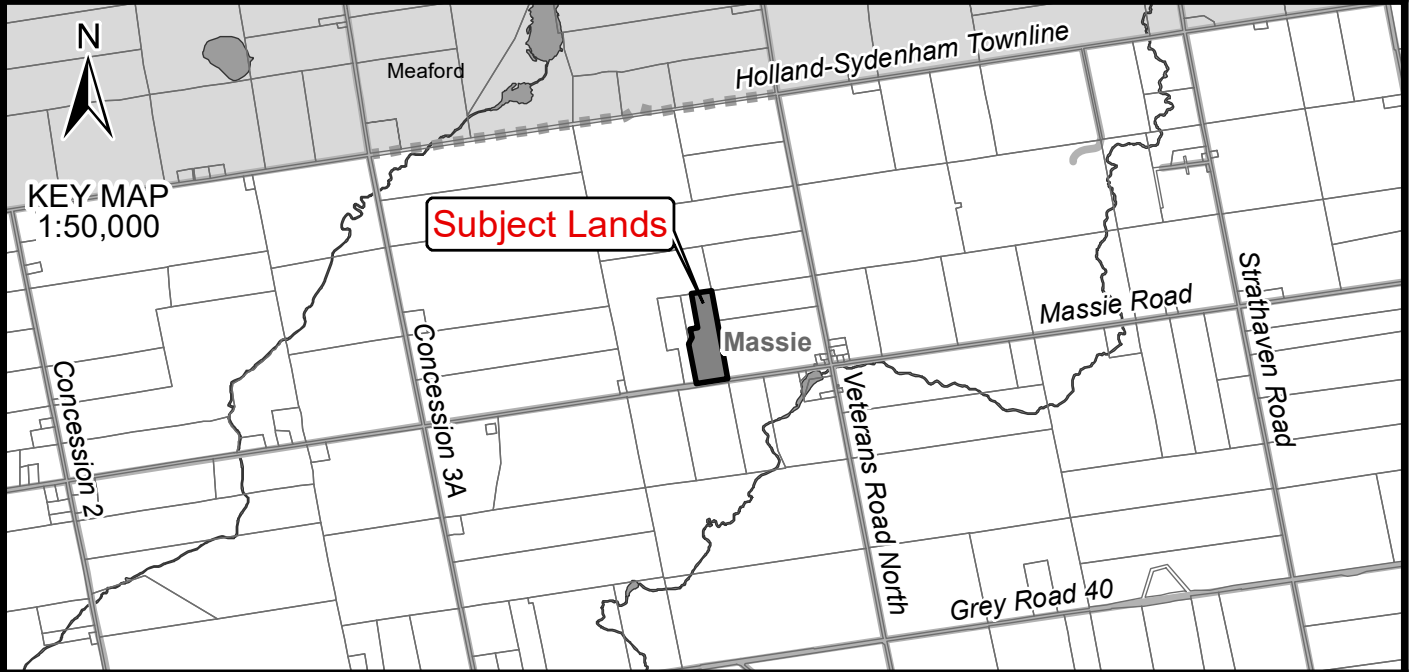 N
Meaford
Holland-Sydenham Townline
KEY MAP
1:50,000
Subject Lands
Massie Road
Strathaven Road
Massie
Concession 3A
Concession 2
Veterans Road North
Grey Road 40